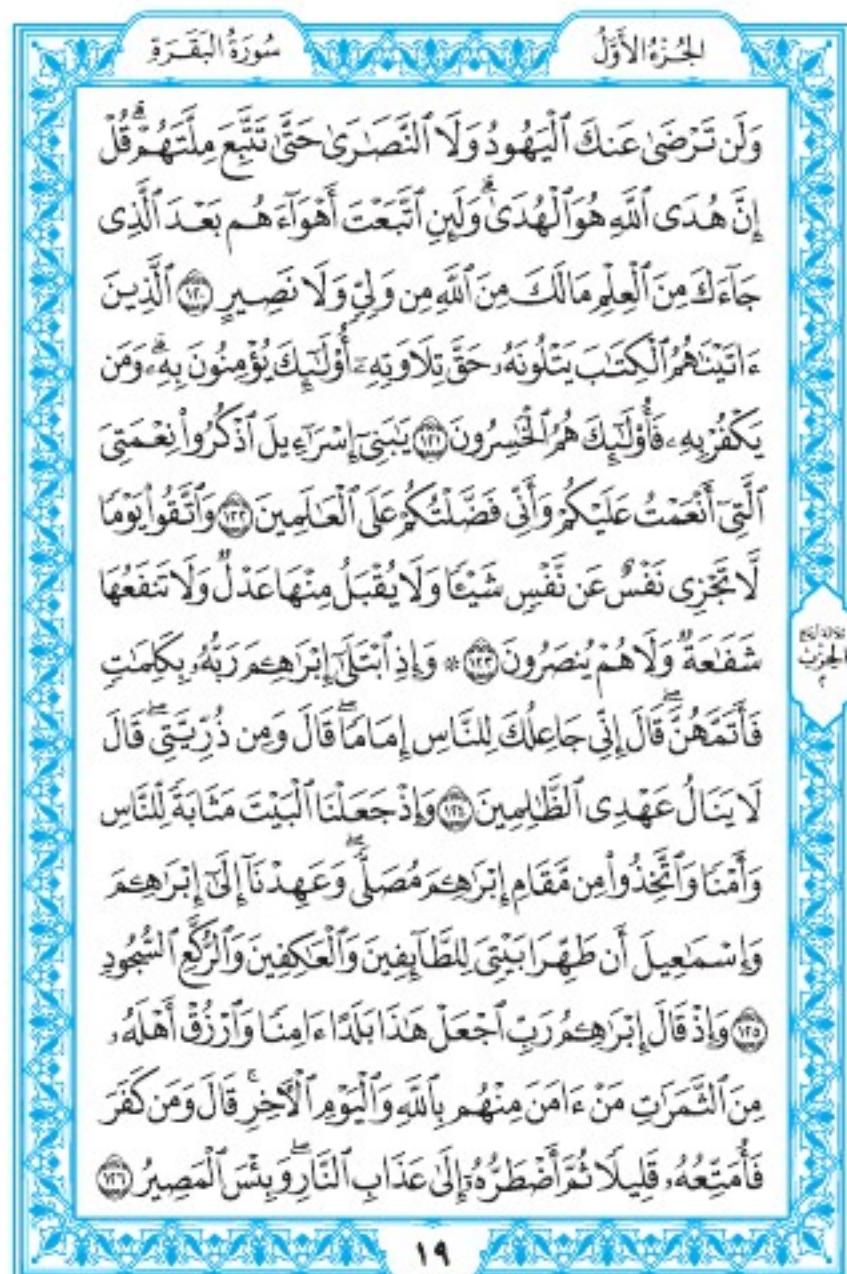 الجُزْءُ الأَوَّلُ
سُورَةُ البَقَرَةِ
وَلَن تَرْضَىٰ عَنكَ ٱلْيَهُودُ وَلَا ٱلنَّصَٰرَىٰ حَتَّىٰ تَتَّبِعَ مِلَّتَهُمْ ۗ قُلْ
إِنَّ هُدَى ٱللَّهِ هُوَ ٱلْهُدَىٰ ۗ وَلَئِنِ ٱتَّبَعْتَ أَهْوَآءَهُم بَعْدَ ٱلَّذِى
جَآءَكَ مِنَ ٱلْعِلْمِ مَا لَكَ مِنَ ٱللَّهِ مِن وَلِىٍّ وَلَا نَصِيرٍ ١٢٠ ٱلَّذِينَ
ءَاتَيْنَٰهُمُ ٱلْكِتَٰبَ يَتْلُونَهُۥ حَقَّ تِلَاوَتِهِۦٓ أُو۟لَٰٓئِكَ يُؤْمِنُونَ بِهِۦ ۗ وَمَن
يَكْفُرْ بِهِۦ فَأُو۟لَٰٓئِكَ هُمُ ٱلْخَٰسِرُونَ ١٢١ يَٰبَنِىٓ إِسْرَٰٓءِيلَ ٱذْكُرُوا۟ نِعْمَتِىَ
ٱلَّتِىٓ أَنْعَمْتُ عَلَيْكُمْ وَأَنِّى فَضَّلْتُكُمْ عَلَى ٱلْعَٰلَمِينَ ١٢٢ وَٱتَّقُوا۟ يَوْمًا
لَّا تَجْزِى نَفْسٌ عَن نَّفْسٍ شَيْـًٔا وَلَا يُقْبَلُ مِنْهَا عَدْلٌ وَلَا تَنفَعُهَا
شَفَٰعَةٌ وَلَا هُمْ يُنصَرُونَ ١٢٣ ۞ وَإِذِ ٱبْتَلَىٰٓ إِبْرَٰهِـۧمَ رَبُّهُۥ بِكَلِمَٰتٍ
فَأَتَمَّهُنَّ ۖ قَالَ إِنِّى جَاعِلُكَ لِلنَّاسِ إِمَامًا ۖ قَالَ وَمِن ذُرِّيَّتِى ۖ قَالَ
لَا يَنَالُ عَهْدِى ٱلظَّٰلِمِينَ ١٢٤ وَإِذْ جَعَلْنَا ٱلْبَيْتَ مَثَابَةً لِّلنَّاسِ
وَأَمْنًا وَٱتَّخِذُوا۟ مِن مَّقَامِ إِبْرَٰهِـۧمَ مُصَلًّى ۖ وَعَهِدْنَآ إِلَىٰٓ إِبْرَٰهِـۧمَ
وَإِسْمَٰعِيلَ أَن طَهِّرَا بَيْتِىَ لِلطَّآئِفِينَ وَٱلْعَٰكِفِينَ وَٱلرُّكَّعِ ٱلسُّجُودِ
١٢٥ وَإِذْ قَالَ إِبْرَٰهِـۧمُ رَبِّ ٱجْعَلْ هَٰذَا بَلَدًا ءَامِنًا وَٱرْزُقْ أَهْلَهُۥ
مِنَ ٱلثَّمَرَٰتِ مَنْ ءَامَنَ مِنْهُم بِٱللَّهِ وَٱلْيَوْمِ ٱلْءَاخِرِ ۚ قَالَ وَمَن كَفَرَ
فَأُمَتِّعُهُۥ قَلِيلًا ثُمَّ أَضْطَرُّهُۥٓ إِلَىٰ عَذَابِ ٱلنَّارِ ۖ وَبِئْسَ ٱلْمَصِيرُ ١٢٦
الحِزْب
٢
١٩